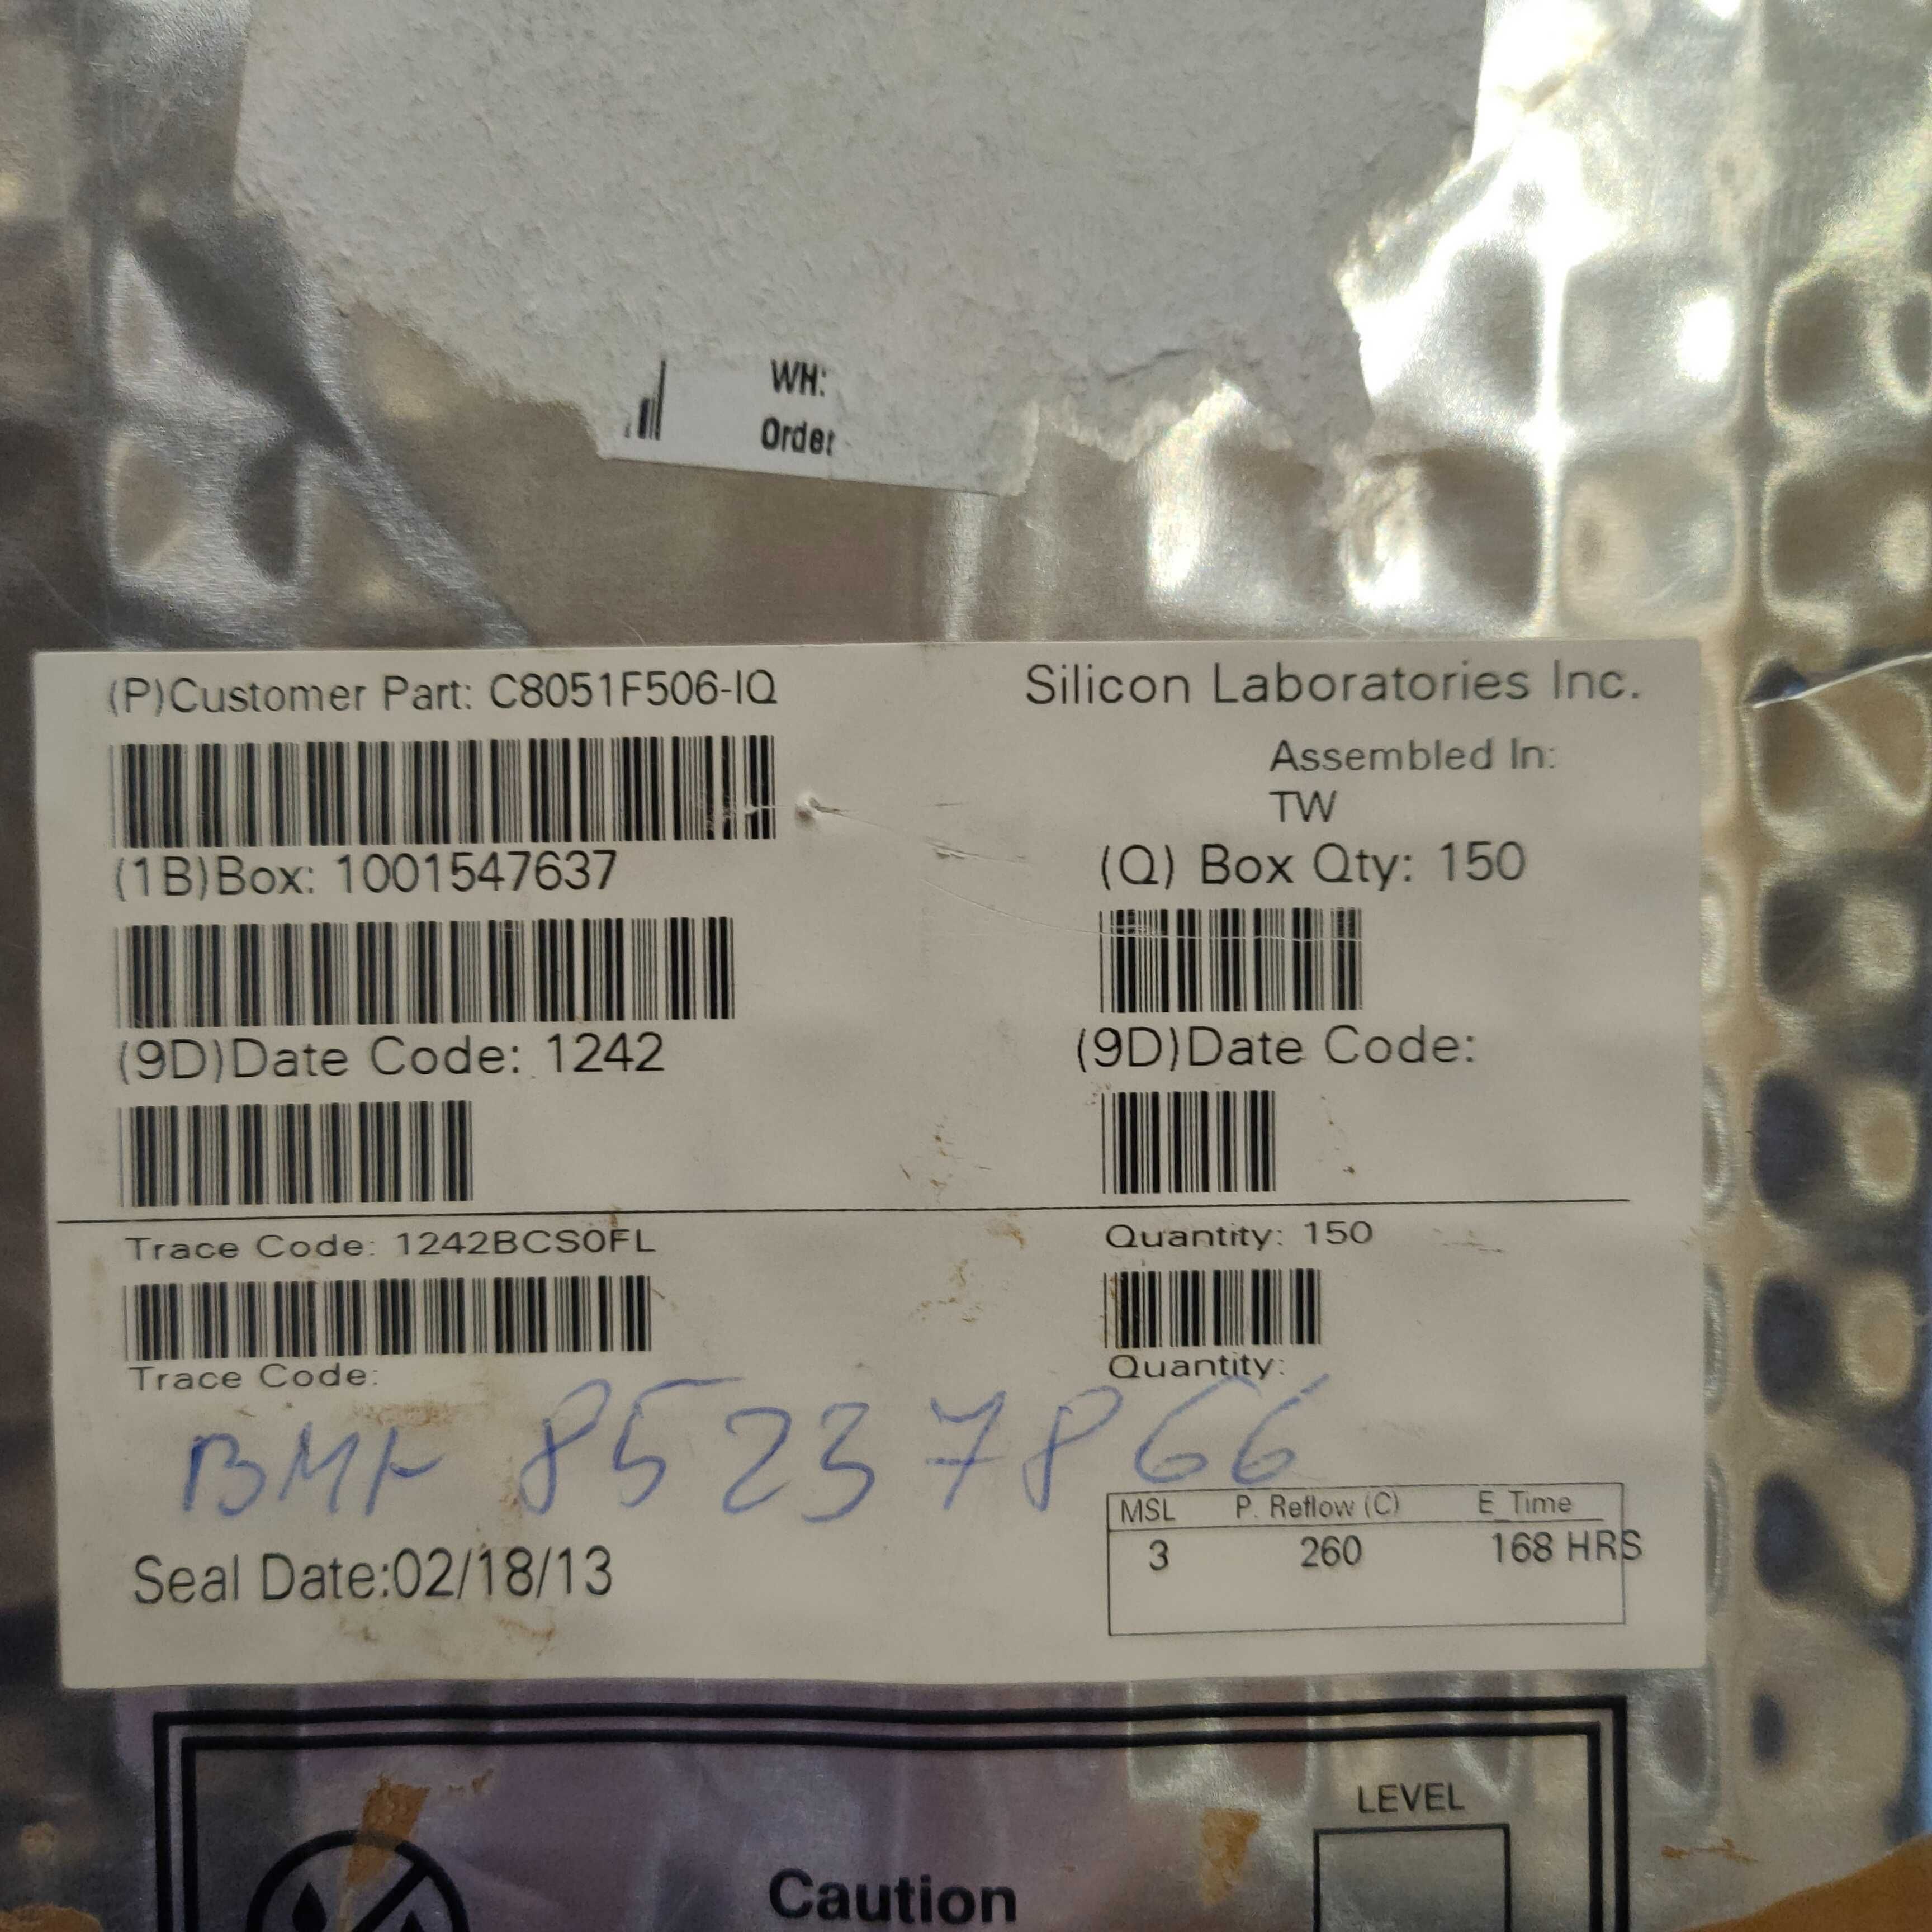 WH:
Order
(P)Customer Part: C8051F506-IQ
Silicon Laboratories Inc.
Assembled In:
TW
(1B)Box: 1001547637
(Q) Box Qty: 150
(9D)Date Code: 1242
(9D)Date Code:
Trace Code: 1242BCS0FL
Quantity: 150
Trace Code:
Quantity:
85237866
MSL P. Reflow (C) E_Time
3 260 168 HRS
Seal Date:02/18/13
LEVEL
Caution